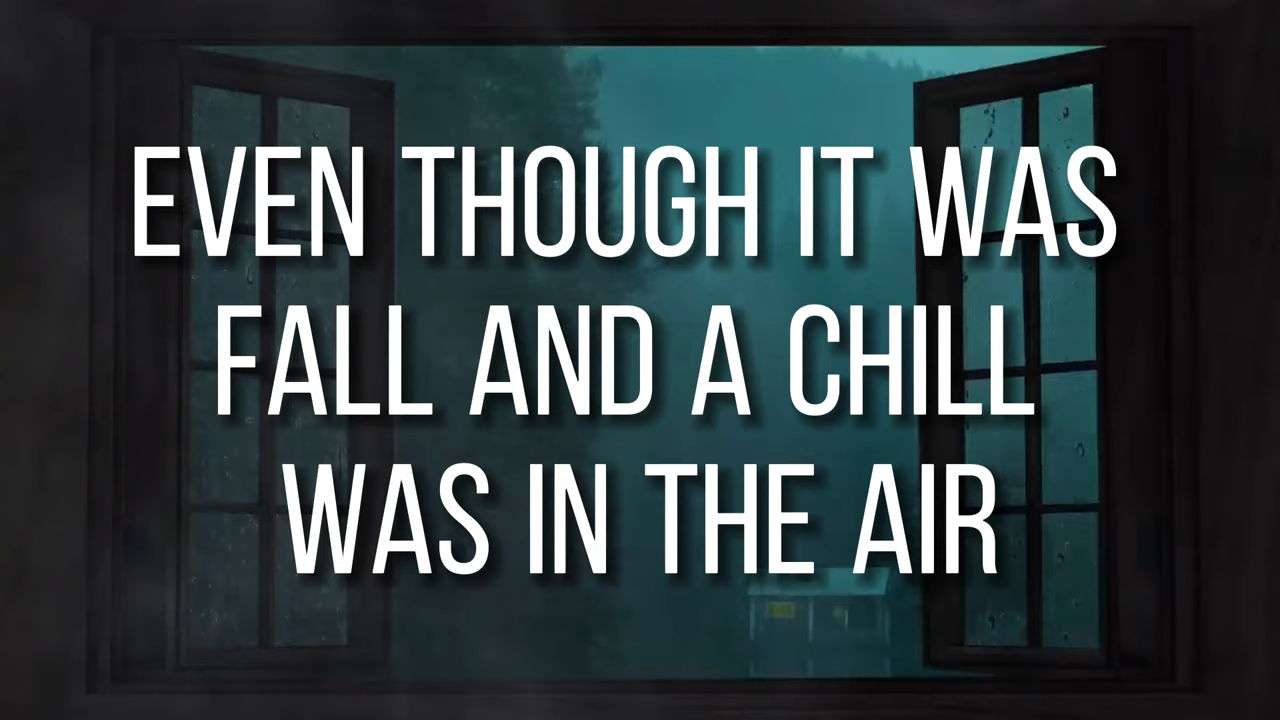 EVEN THOUGH IT WAS
FALL AND A CHILL
WAS IN THE AIR